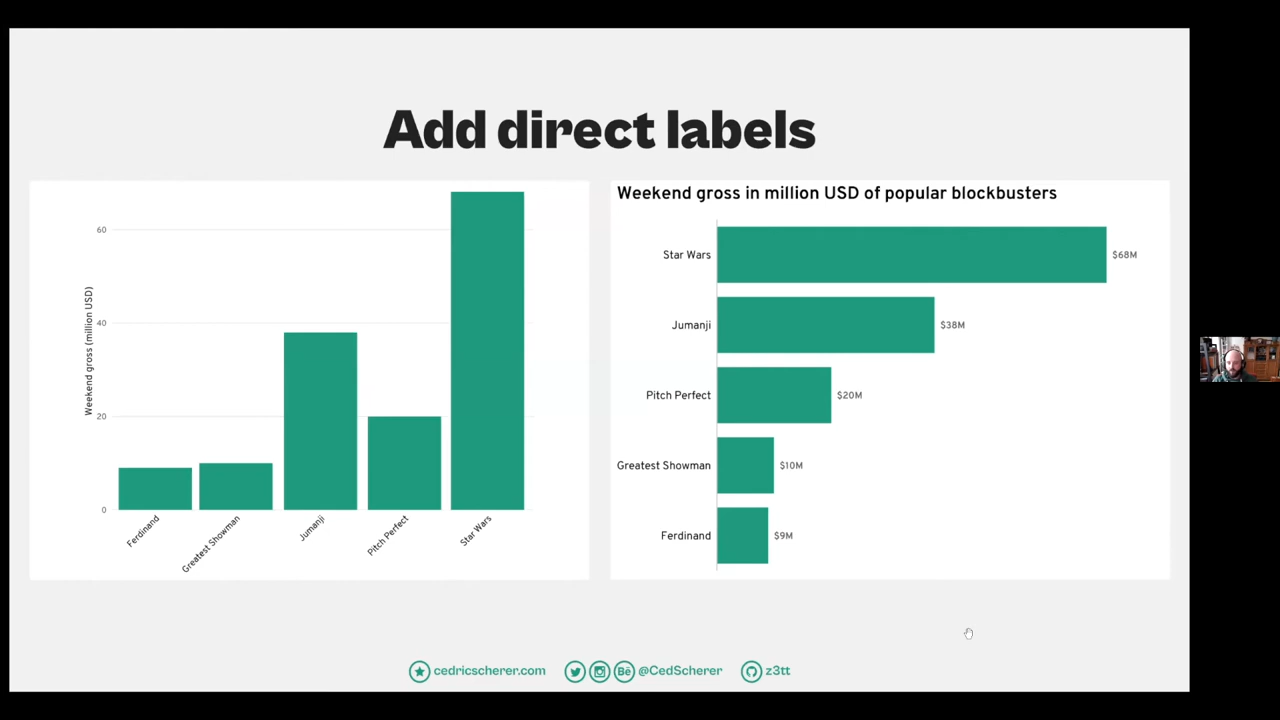 Add direct labels
60
40
20
0
Weekend gross (million USD)
Ferdinand
Greatest Showman
Jumanji
Pitch Perfect
Star Wars
Weekend gross in million USD of popular blockbusters
Star Wars $68M
Jumanji $38M
Pitch Perfect $20M
Greatest Showman $10M
Ferdinand $9M
cedricscherer.com Bē @CedScherer z3tt